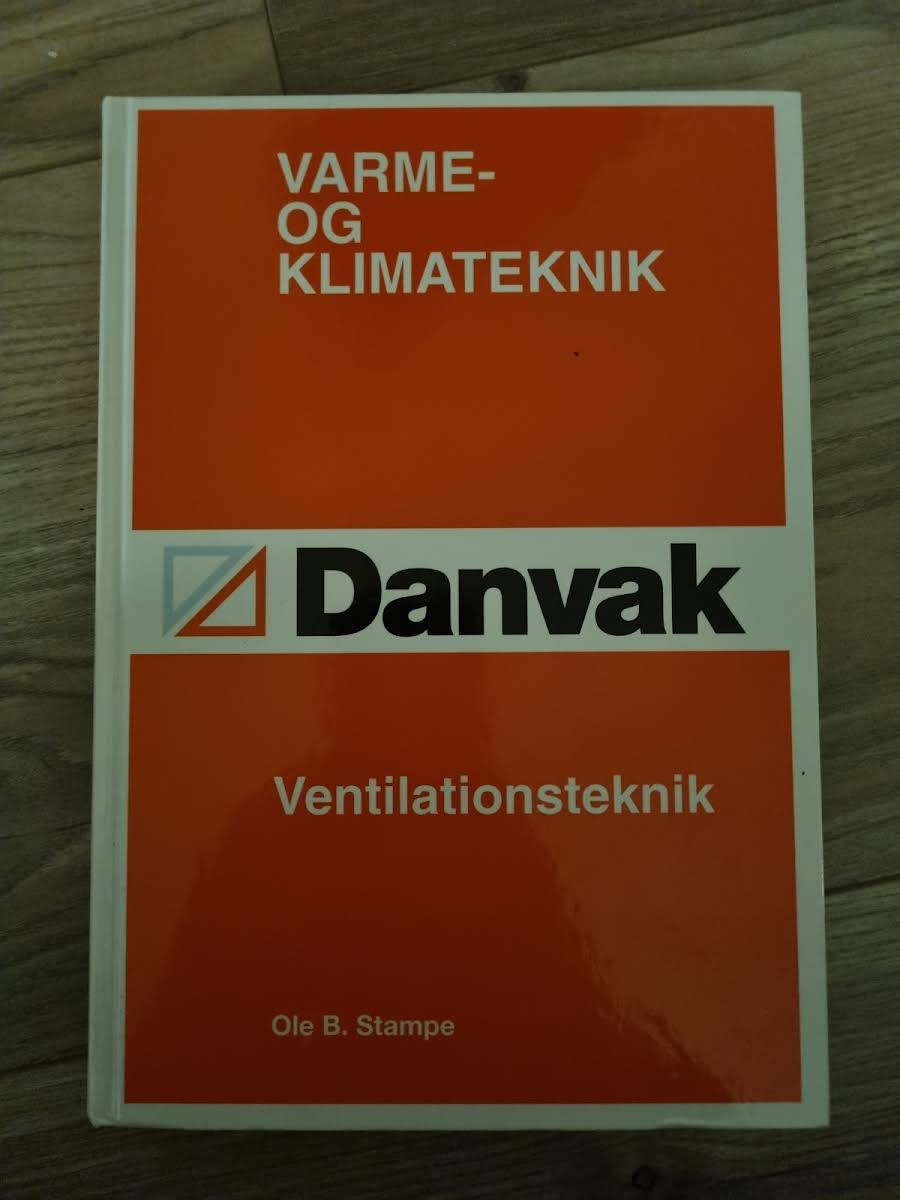 VARME-
OG
KLIMATEKNIK
Danvak
Ventilationsteknik
Ole B. Stampe